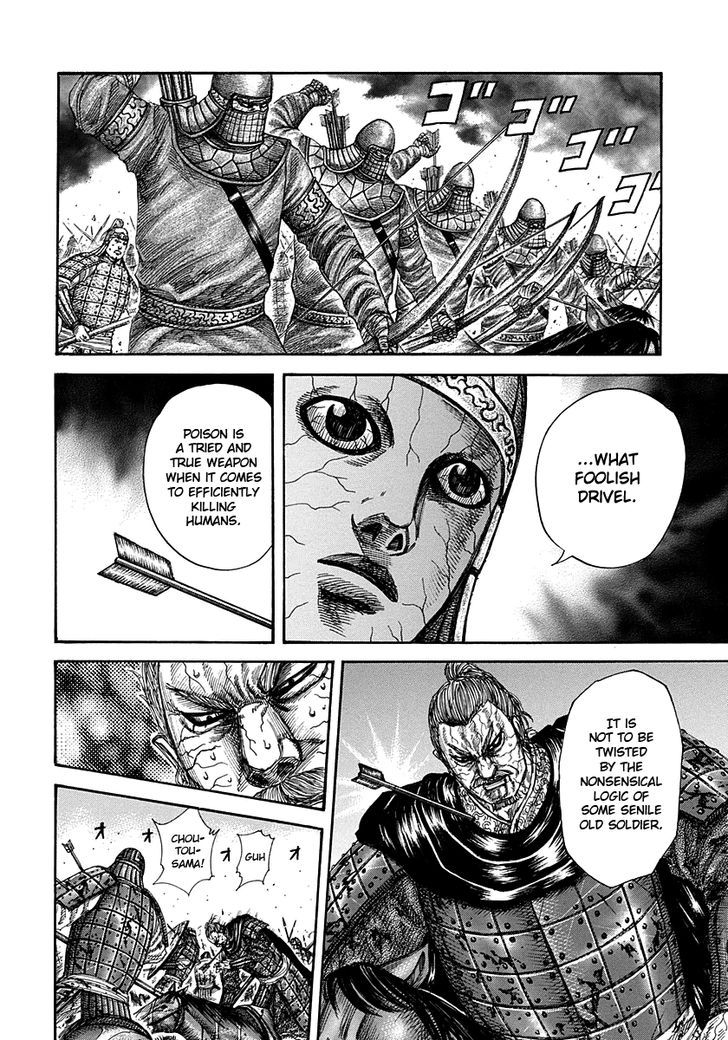 ゴ゛
ゴ゛
ゴ゛
ゴ゛
...WHAT
FOOLISH
DRIVEL.
POISON IS
A TRIED AND
TRUE WEAPON
WHEN IT COMES
TO EFFICIENTLY
KILLING
HUMANS.
IT IS
NOT TO BE
TWISTED
BY THE
NONSENSICAL
LOGIC OF
SOME SENILE
OLD SOLDIER.
オ
GUH
CHOU-
TOU-
SAMA!
オ